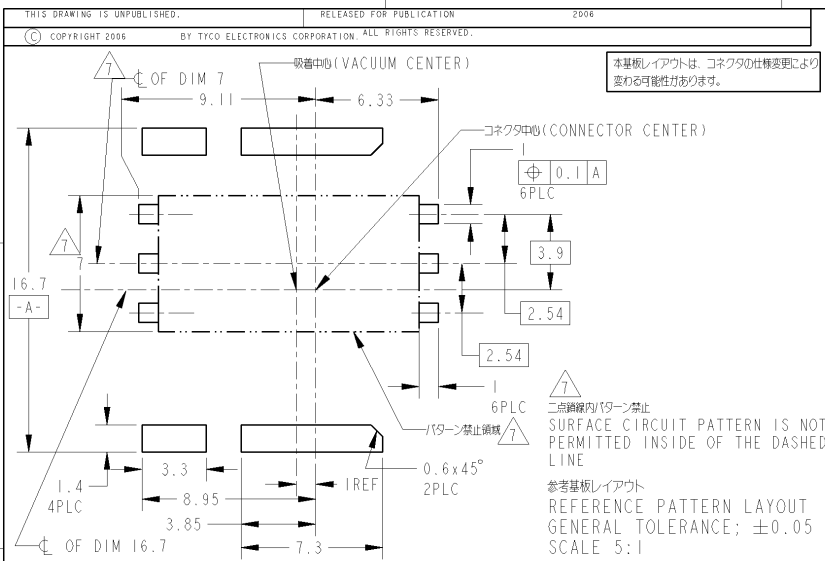 THIS DRAWING IS UNPUBLISHED.
RELEASED FOR PUBLICATION
2006
© COPYRIGHT 2006
BY TYCO ELECTRONICS CORPORATION.
ALL RIGHTS RESERVED.
7
℄ OF DIM 7
吸着中心(VACUUM CENTER)
本基板レイアウトは、コネクタの仕様変更により
変わる可能性があります。
9.11
6.33
コネクタ中心(CONNECTOR CENTER)
1
⌖ 0.1 A
6PLC
7
7
3.9
16.7
-A-
2.54
2.54
1
6PLC
7
二点鎖線内パターン禁止
パターン禁止領域
7
SURFACE CIRCUIT PATTERN IS NOT
PERMITTED INSIDE OF THE DASHED
LINE
3.3
0.6x45°
2PLC
1.4
4PLC
8.95
1REF
参考基板レイアウト
REFERENCE PATTERN LAYOUT
GENERAL TOLERANCE; ±0.05
SCALE 5:1
3.85
℄ OF DIM 16.7
7.3